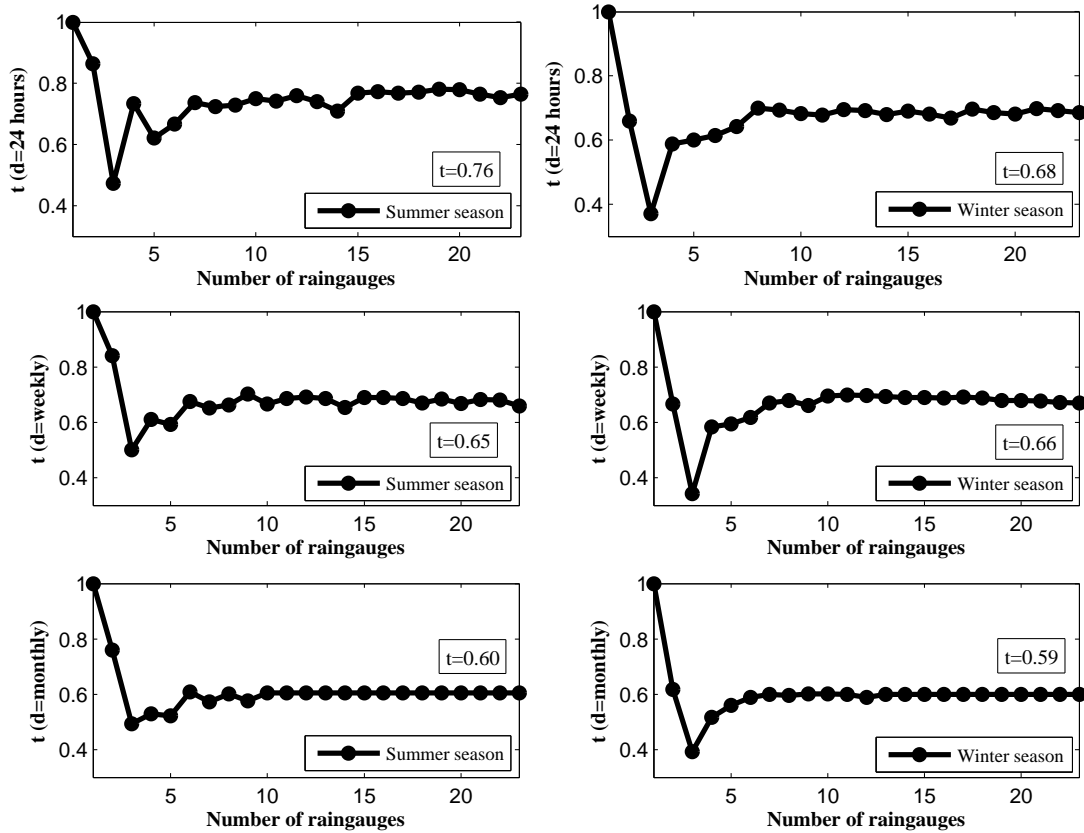 1
0.8
0.6
0.4
t (d=24 hours)
t=0.76
Summer season
5 10 15 20
Number of raingauges
1
0.8
0.6
0.4
t (d=24 hours)
t=0.68
Winter season
5 10 15 20
Number of raingauges
1
0.8
0.6
0.4
t (d=weekly)
t=0.65
Summer season
5 10 15 20
Number of raingauges
1
0.8
0.6
0.4
t (d=weekly)
t=0.66
Winter season
5 10 15 20
Number of raingauges
1
0.8
0.6
0.4
t (d=monthly)
t=0.60
Summer season
5 10 15 20
Number of raingauges
1
0.8
0.6
0.4
t (d=monthly)
t=0.59
Winter season
5 10 15 20
Number of raingauges